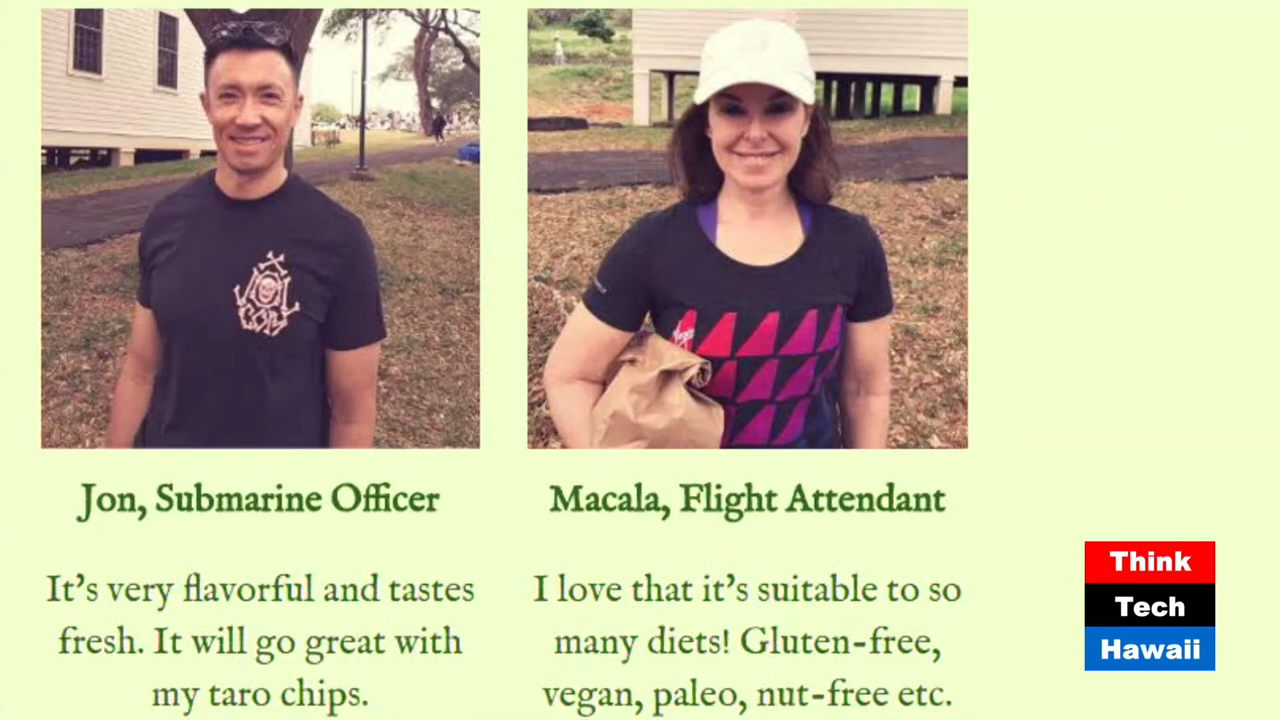 JOL
CORP
Jon, Submarine Officer
It's very flavorful and tastes
fresh. It will go great with
my taro chips.
Macala, Flight Attendant
I love that it's suitable to so
many diets! Gluten-free,
vegan, paleo, nut-free etc.
Think
Tech
Hawaii